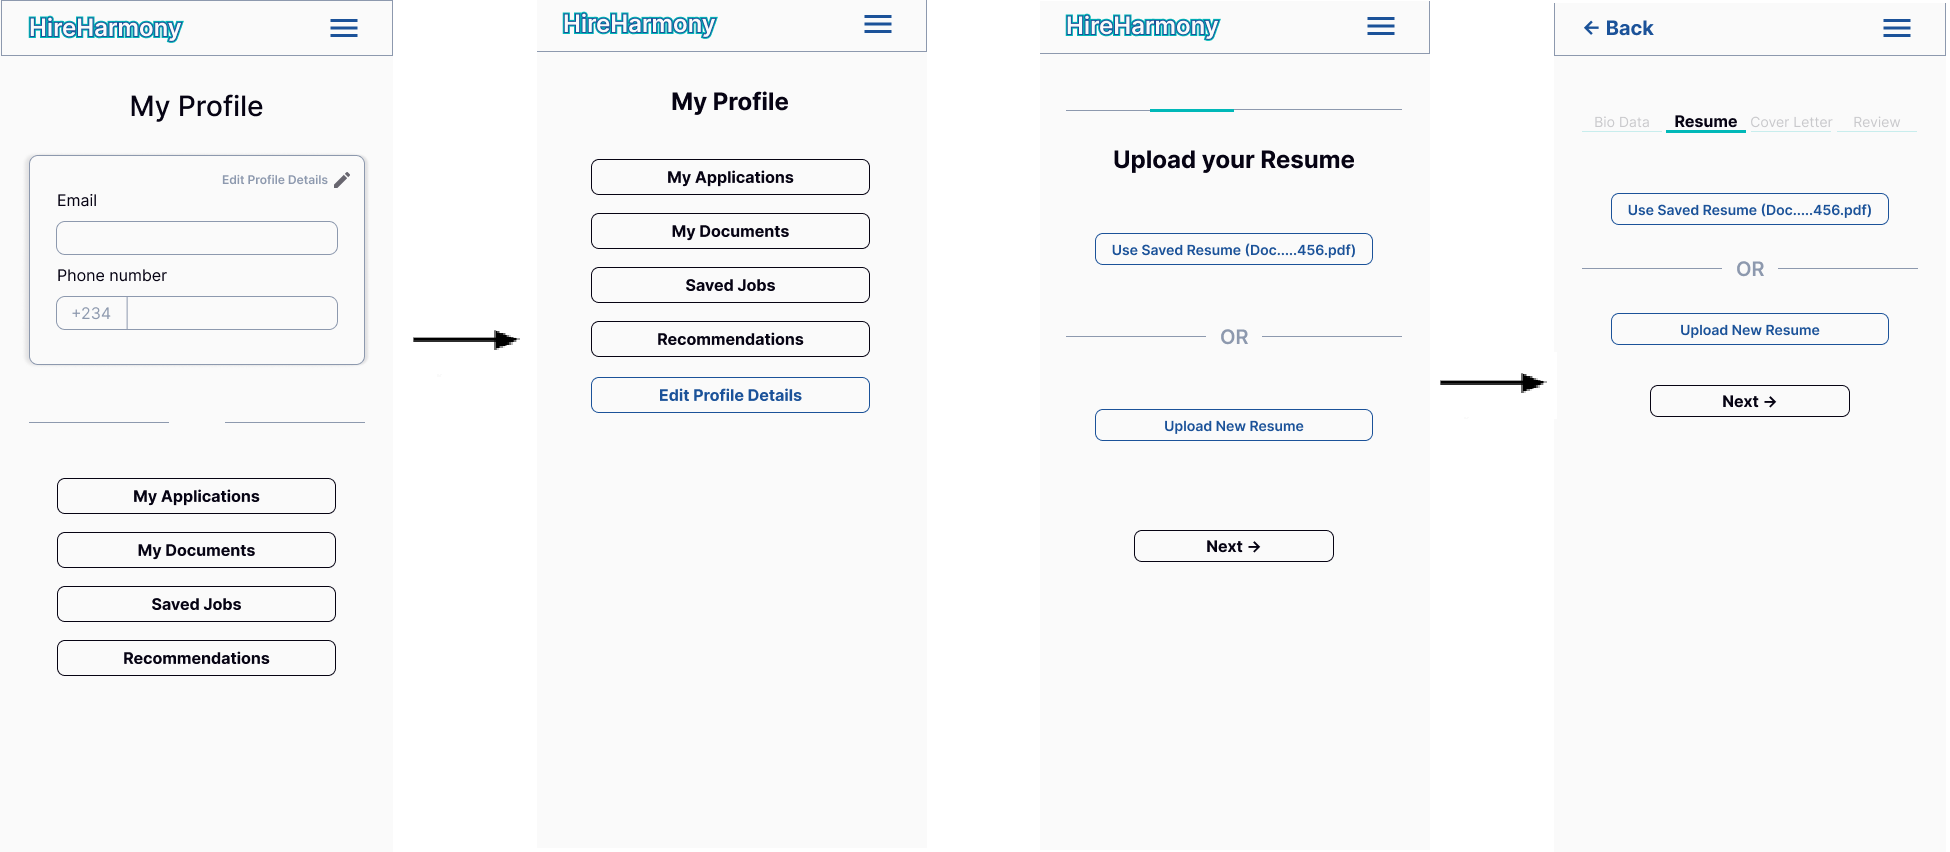 HireHarmony
My Profile
Edit Profile Details
Email
Phone number
+234
My Applications
My Documents
Saved Jobs
Recommendations
HireHarmony
My Profile
My Applications
My Documents
Saved Jobs
Recommendations
Edit Profile Details
HireHarmony
Upload your Resume
Use Saved Resume (Doc.....456.pdf)
OR
Upload New Resume
Next →
← Back
Bio Data Resume Cover Letter Review
Use Saved Resume (Doc.....456.pdf)
OR
Upload New Resume
Next →